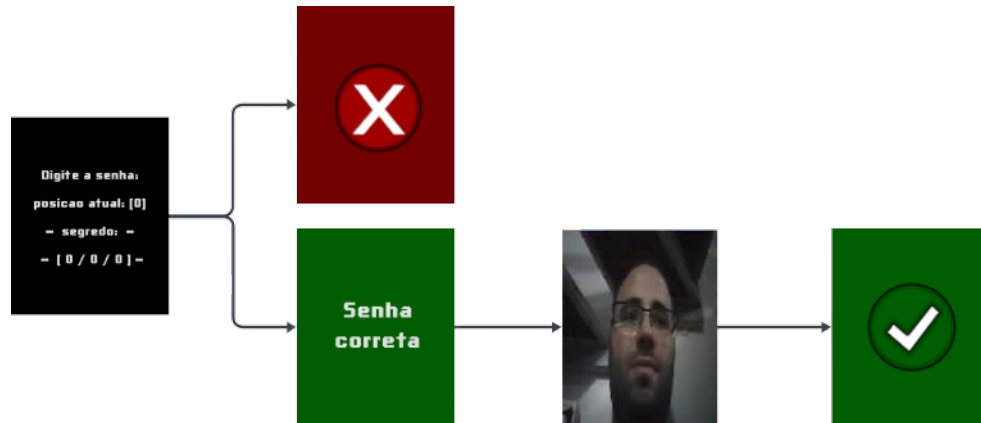 Digite a senha:
posicao atual: [0]
- segredo: -
- [ 0 / 0 / 0 ] -
X
Senha
correta